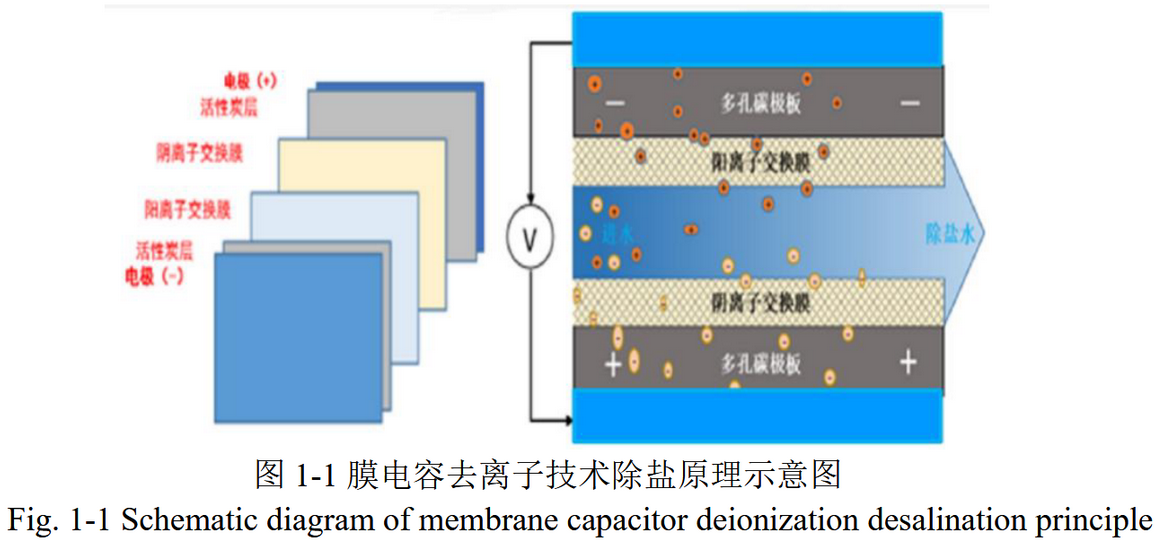 电极（+）
活性炭层
阴离子交换膜
阳离子交换膜
活性炭层
电极（−）
V
− 多孔碳极板 −
阳离子交换膜
进水 除盐水
阴离子交换膜
+ 多孔碳极板 +
图 1-1 膜电容去离子技术除盐原理示意图
Fig. 1-1 Schematic diagram of membrane capacitor deionization desalination principle